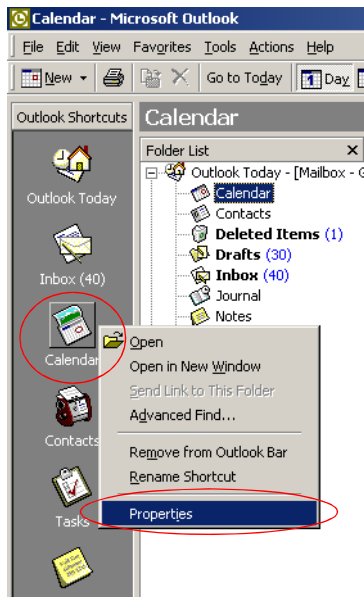 Calendar - Microsoft Outlook
File Edit View Favorites Tools Actions Help
New Go to Today 1 Day
Outlook Shortcuts
Calendar
Folder List
Outlook Today - [Mailbox - G
Calendar
Contacts
Deleted Items (1)
Drafts (30)
Inbox (40)
Journal
Notes
Outlook Today
Inbox (40)
Calendar
Contacts
Tasks
Open
Open in New Window
Send Link to This Folder
Advanced Find...
Remove from Outlook Bar
Rename Shortcut
Properties